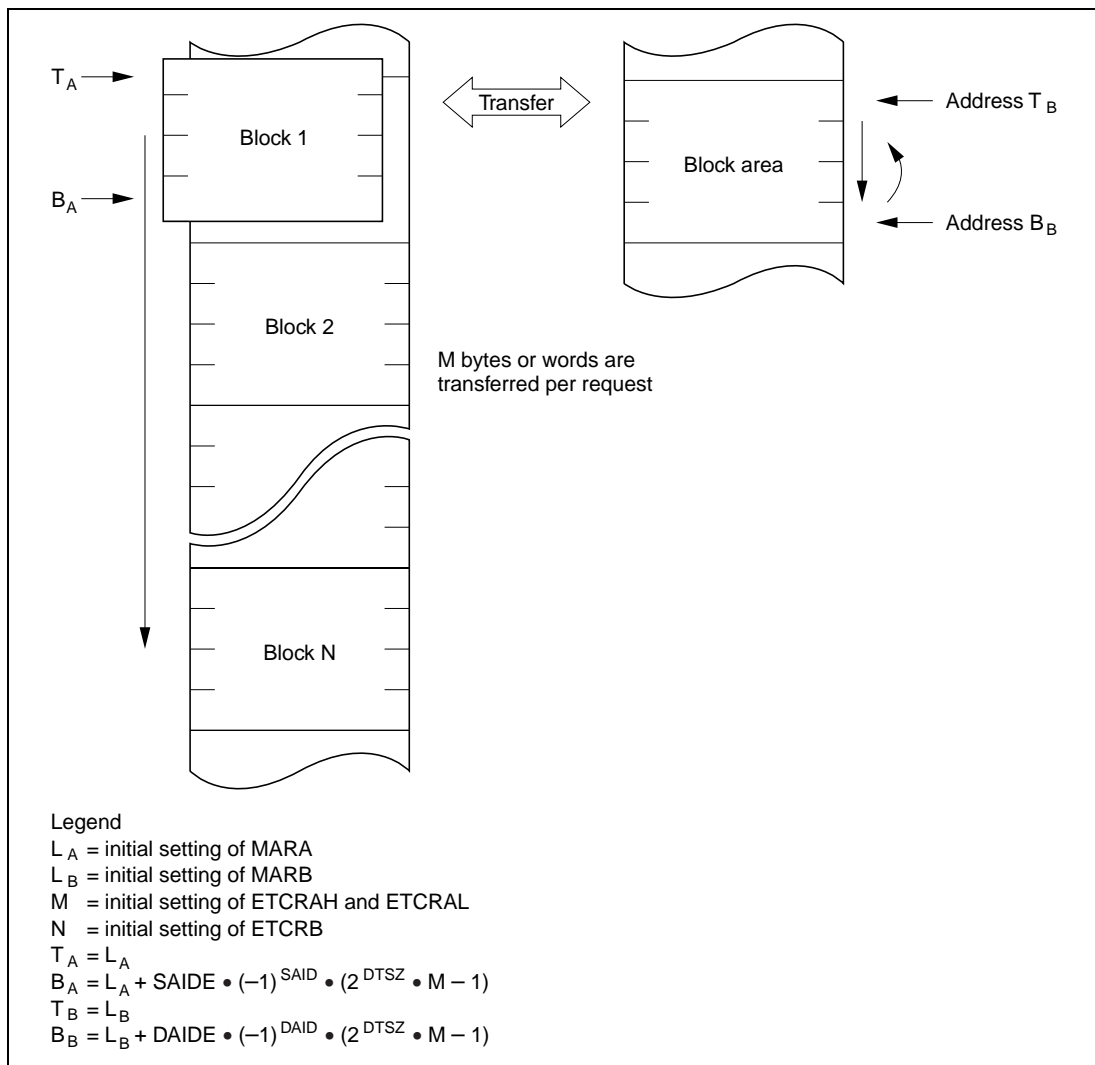 T A
Block 1
B A
Transfer
Address T B
Block area
Address B B
Block 2
M bytes or words are
transferred per request
Block N
Legend
L A = initial setting of MARA
L B = initial setting of MARB
M = initial setting of ETCRAH and ETCRAL
N = initial setting of ETCRB
T A = L A
B A = L A + SAIDE • (–1) SAID • (2 DTSZ • M – 1)
T B = L B
B B = L B + DAIDE • (–1) DAID • (2 DTSZ • M – 1)